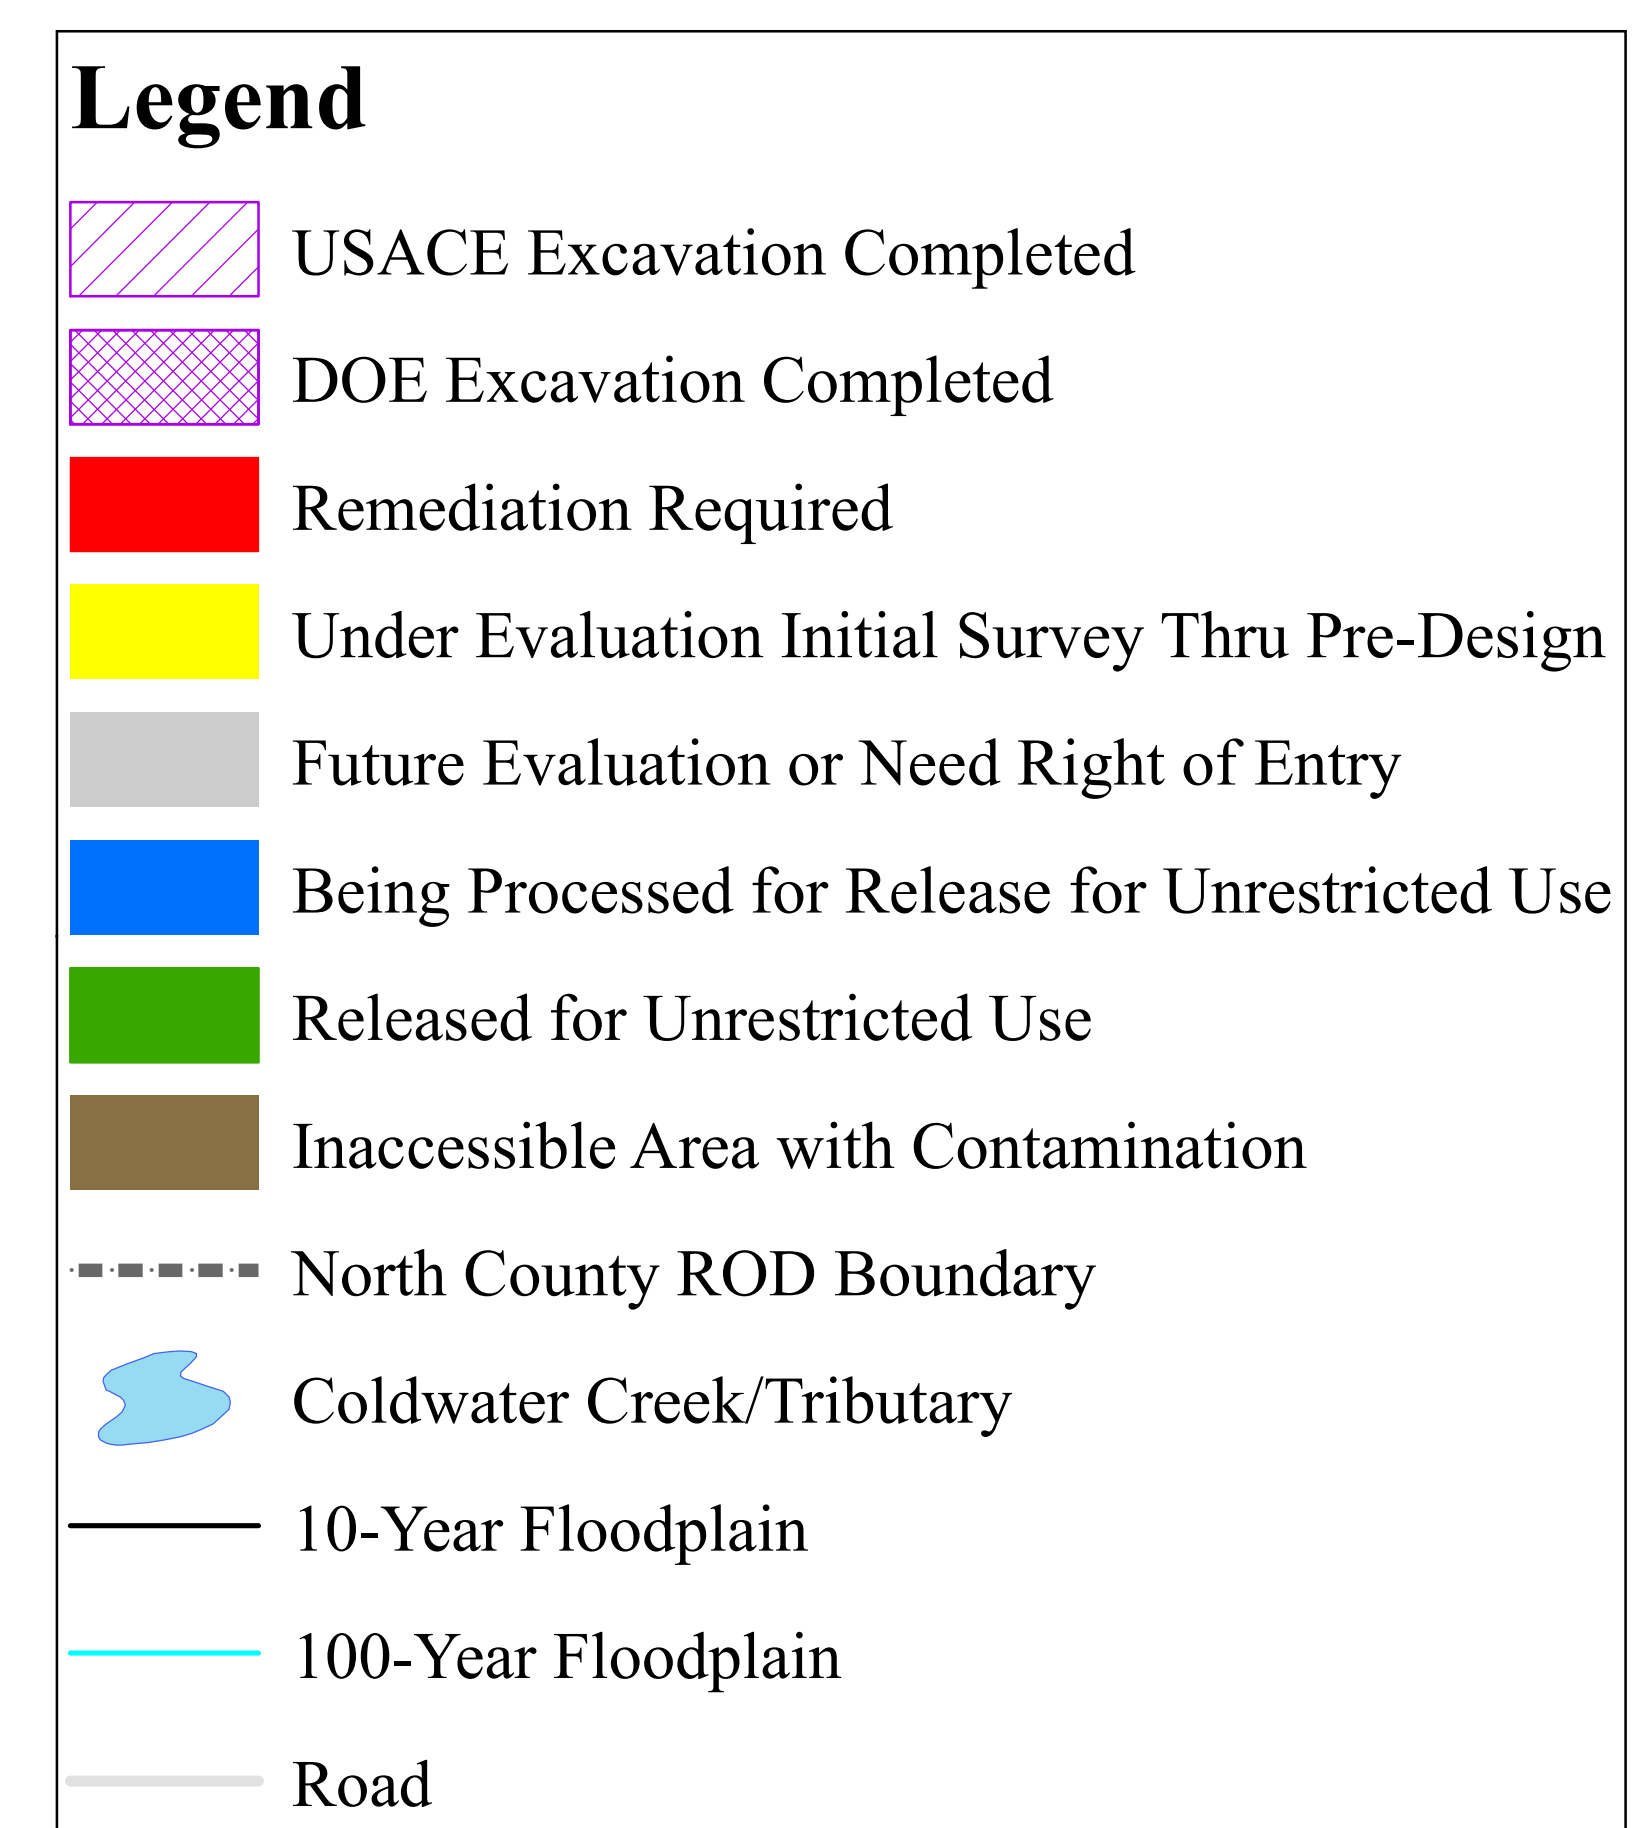 Legend
USACE Excavation Completed
DOE Excavation Completed
Remediation Required
Under Evaluation Initial Survey Thru Pre-Design
Future Evaluation or Need Right of Entry
Being Processed for Release for Unrestricted Use
Released for Unrestricted Use
Inaccessible Area with Contamination
North County ROD Boundary
Coldwater Creek/Tributary
10-Year Floodplain
100-Year Floodplain
Road